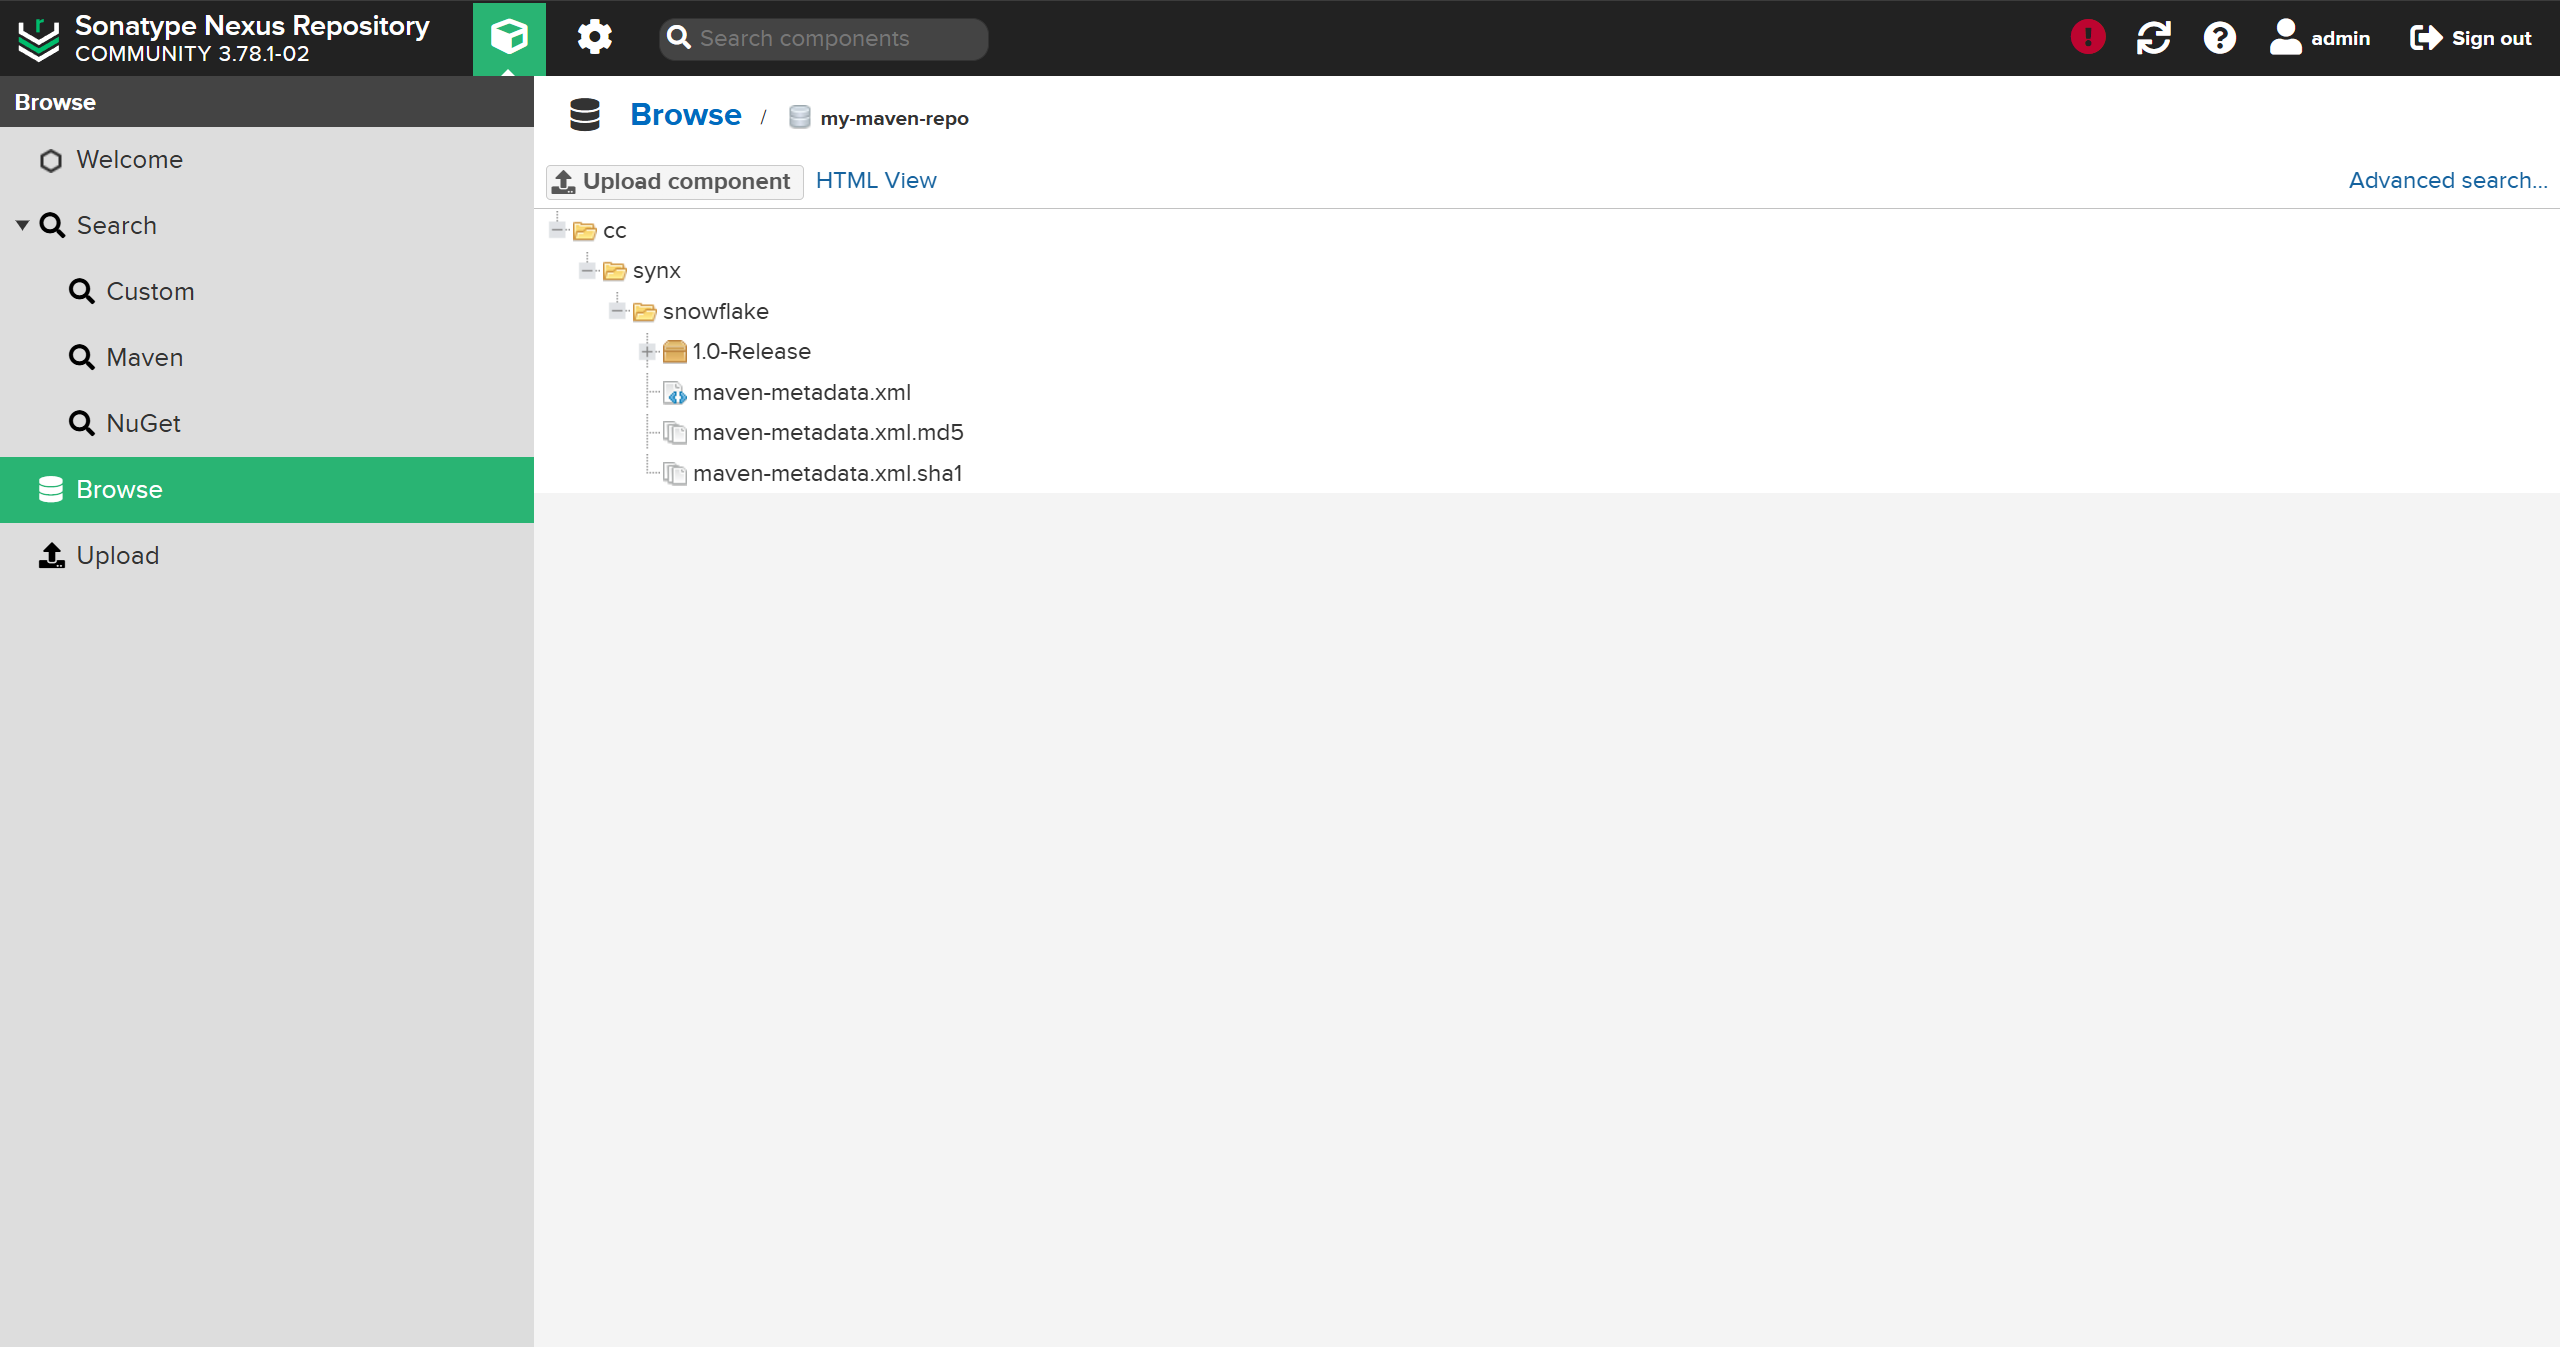 Sonatype Nexus Repository
COMMUNITY 3.78.1-02
Search components
admin
Sign out
Browse
Welcome
Search
Custom
Maven
NuGet
Browse
Upload
Browse / my-maven-repo
Upload component
HTML View
Advanced search...
cc
synx
snowflake
1.0-Release
maven-metadata.xml
maven-metadata.xml.md5
maven-metadata.xml.sha1